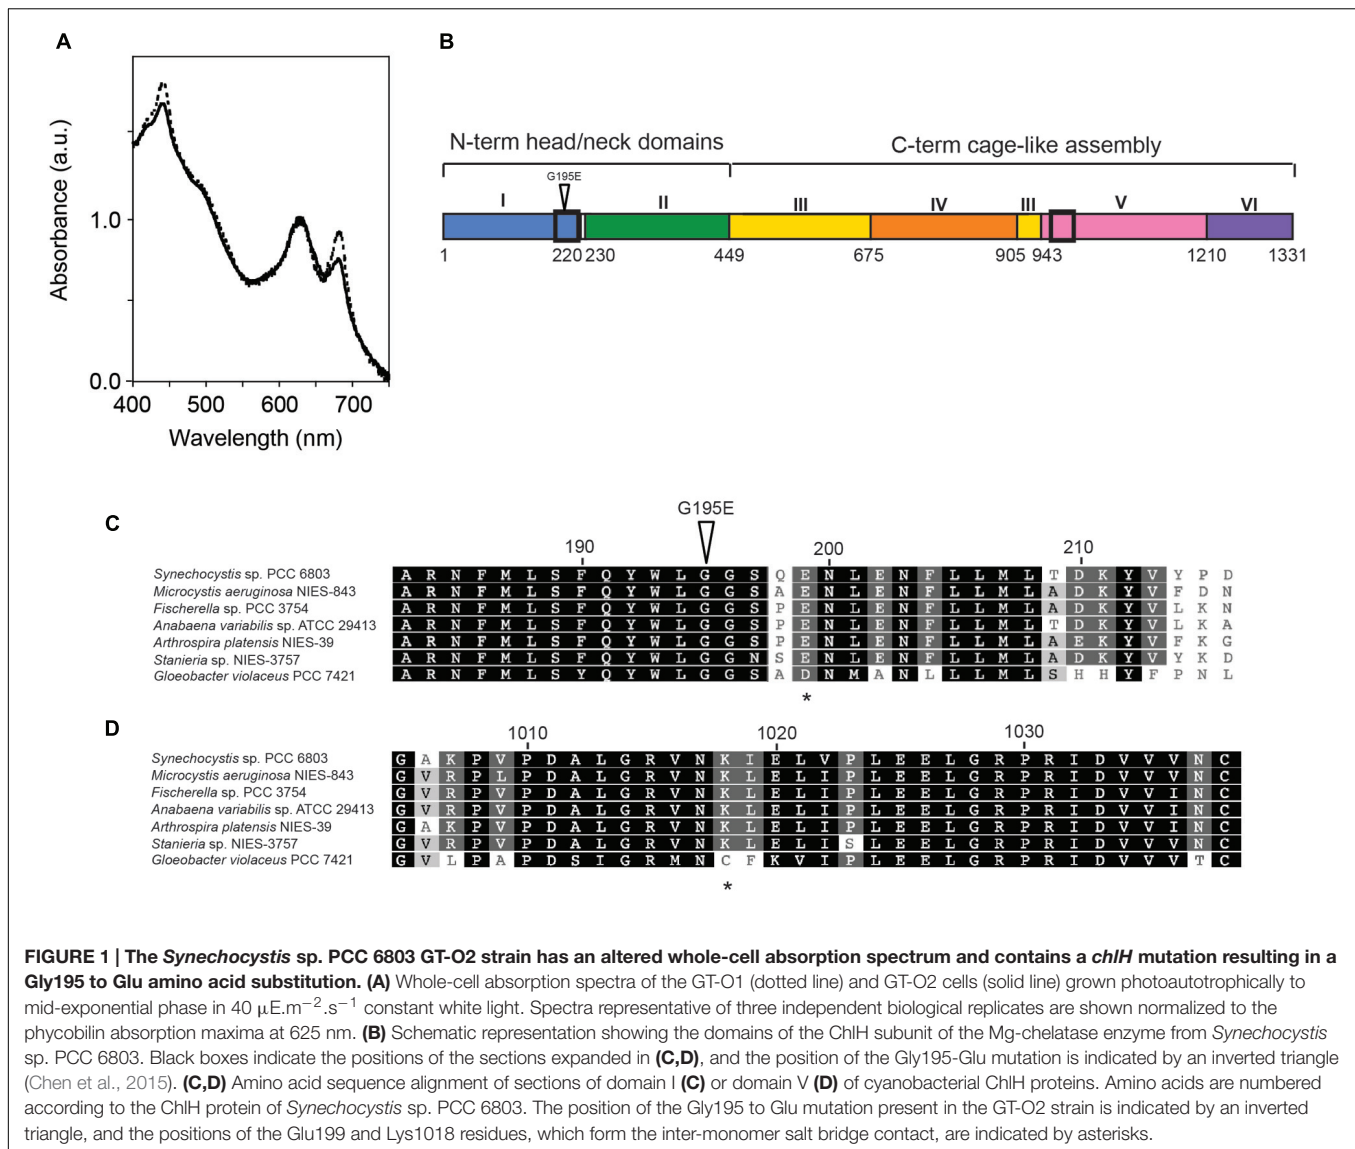 A
B
Absorbance (a.u.)
1.0
0.0
400 500 600 700
Wavelength (nm)
N-term head/neck domains
C-term cage-like assembly
G195E
I II III IV III V VI
1 220 230 449 675 905 943 1210 1331
C
G195E
190 200 210
Synechocystis sp. PCC 6803 A R N F M L S F Q Y W L G G S Q E N L E N F L L M L T D K Y V Y P D
Microcystis aeruginosa NIES-843 A R N F M L S F Q Y W L G G S A E N L E N F L L M L A D K Y V F D N
Fischerella sp. PCC 3754 A R N F M L S F Q Y W L G G S P E N L E N F L L M L A D K Y V L K N
Anabaena variabilis sp. ATCC 29413 A R N F M L S F Q Y W L G G S P E N L E N F L L M L T D K Y V L K A
Arthrospira platensis NIES-39 A R N F M L S F Q Y W L G G S P E N L E N F L L M L A E K Y V F K G
Stanieria sp. NIES-3757 A R N F M L S F Q Y W L G G N S E N L E N F L L M L A D K Y V Y K D
Gloeobacter violaceus PCC 7421 A R N F M L S Y Q Y W L G G S A D N M A N L L L M L S H H Y F P N L
*
D
1010 1020 1030
Synechocystis sp. PCC 6803 G A K P V P D A L G R V N K I E L V P L E E L G R P R I D V V V N C
Microcystis aeruginosa NIES-843 G V R P L P D A L G R V N K L E L I P L E E L G R P R I D V V V N C
Fischerella sp. PCC 3754 G V R P V P D A L G R V N K L E L I P L E E L G R P R I D V V I N C
Anabaena variabilis sp. ATCC 29413 G V R P V P D A L G R V N K L E L I P L E E L G R P R I D V V I N C
Arthrospira platensis NIES-39 G A K P V P D A L G R V N K L E L I P L E E L G R P R I D V V I N C
Stanieria sp. NIES-3757 G V R P V P D A L G R V N K L E L I S L E E L G R P R I D V V V N C
Gloeobacter violaceus PCC 7421 G V L P A P D S I G R M N C F K V I P L E E L G R P R I D V V V T C
*
FIGURE 1 | The Synechocystis sp. PCC 6803 GT-O2 strain has an altered whole-cell absorption spectrum and contains a chlH mutation resulting in a
Gly195 to Glu amino acid substitution. (A) Whole-cell absorption spectra of the GT-O1 (dotted line) and GT-O2 cells (solid line) grown photoautotrophically to
mid-exponential phase in 40 μE.m−2.s−1 constant white light. Spectra representative of three independent biological replicates are shown normalized to the
phycobilin absorption maxima at 625 nm. (B) Schematic representation showing the domains of the ChlH subunit of the Mg-chelatase enzyme from Synechocystis
sp. PCC 6803. Black boxes indicate the positions of the sections expanded in (C,D), and the position of the Gly195-Glu mutation is indicated by an inverted triangle
(Chen et al., 2015). (C,D) Amino acid sequence alignment of sections of domain I (C) or domain V (D) of cyanobacterial ChlH proteins. Amino acids are numbered
according to the ChlH protein of Synechocystis sp. PCC 6803. The position of the Gly195 to Glu mutation present in the GT-O2 strain is indicated by an inverted
triangle, and the positions of the Glu199 and Lys1018 residues, which form the inter-monomer salt bridge contact, are indicated by asterisks.